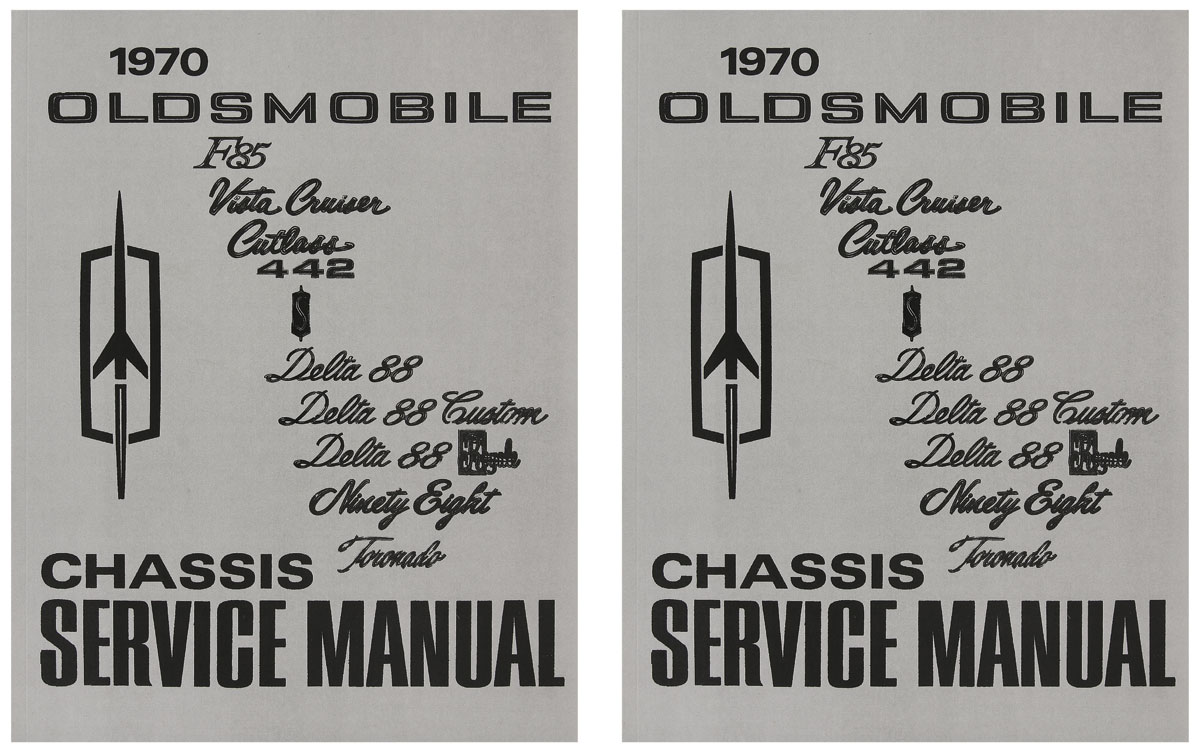 1970
OLDSMOBILE
F85
Vista Cruiser
Cutlass
442
S
Delta 88
Delta 88 Custom
Delta 88 Royale
Ninety Eight
Toronado
CHASSIS
SERVICE MANUAL
1970
OLDSMOBILE
F85
Vista Cruiser
Cutlass
442
S
Delta 88
Delta 88 Custom
Delta 88 Royale
Ninety Eight
Toronado
CHASSIS
SERVICE MANUAL